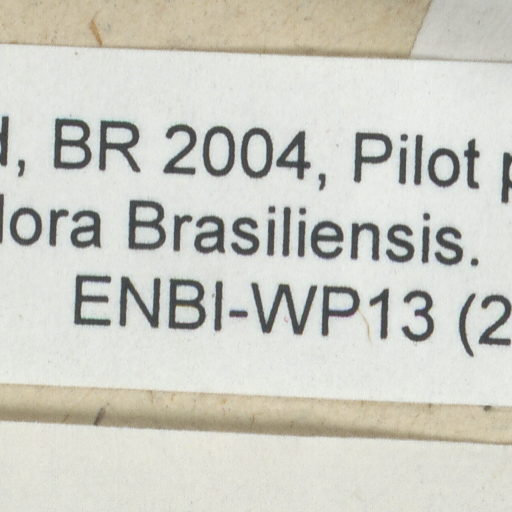 d, BR 2004, Pilot p
lora Brasiliensis.
ENBI-WP13 (2